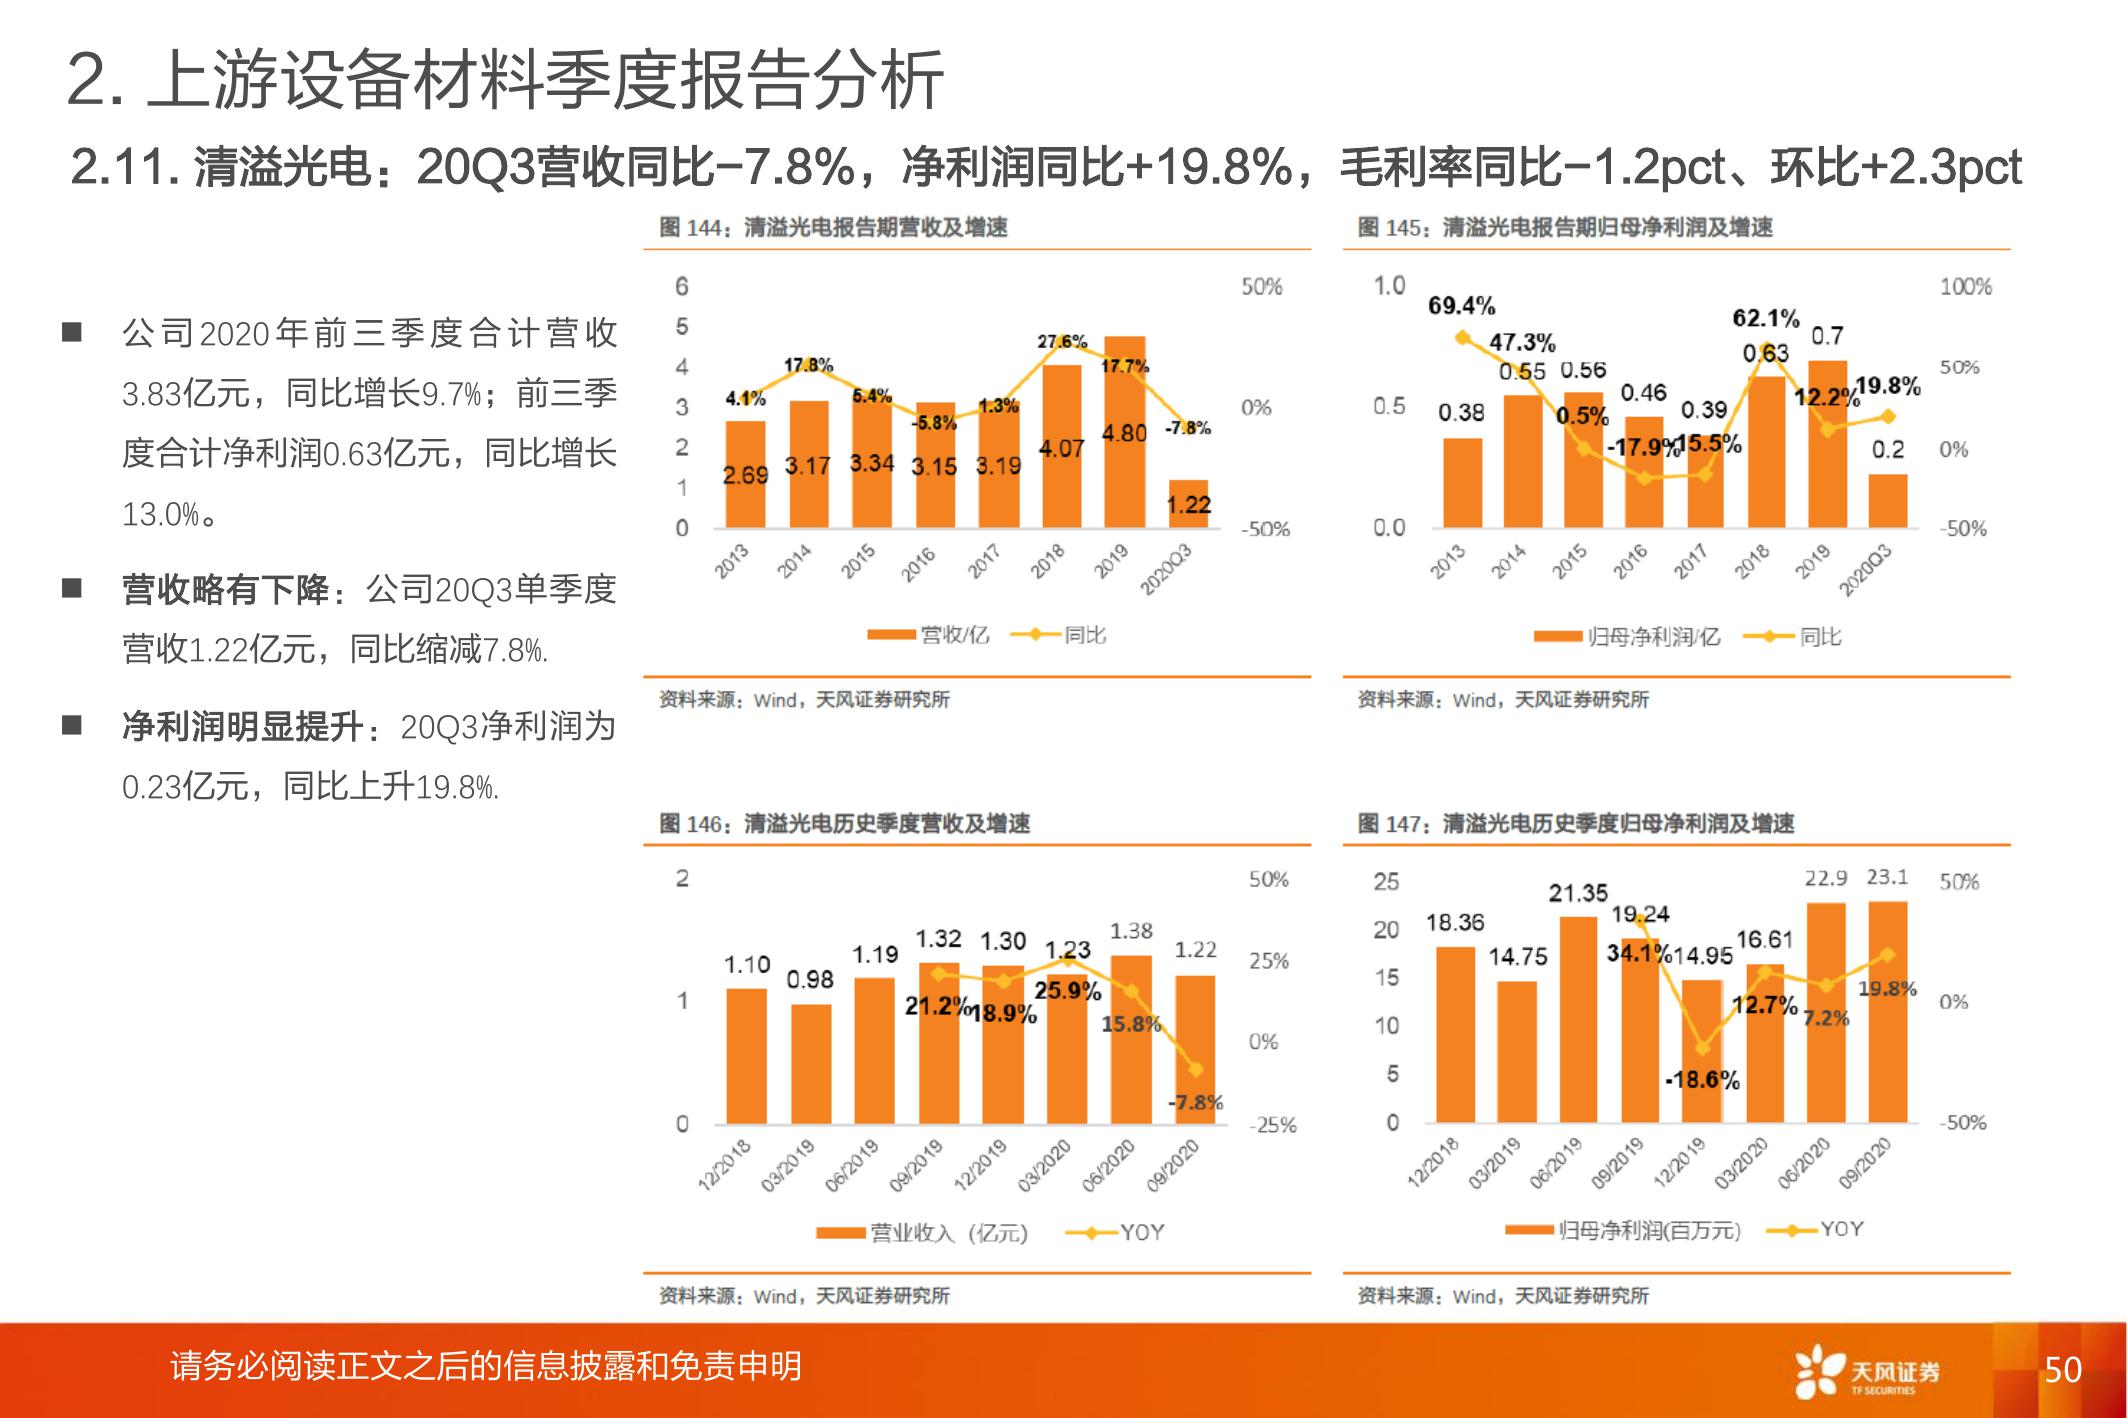 2. 上游设备材料季度报告分析
2.11. 清溢光电：20Q3营收同比-7.8%，净利润同比+19.8%，毛利率同比-1.2pct、环比+2.3pct
■ 公司2020年前三季度合计营收
3.83亿元，同比增长9.7%；前三季
度合计净利润0.63亿元，同比增长
13.0%。
■ 营收略有下降：公司20Q3单季度
营收1.22亿元，同比缩减7.8%.
■ 净利润明显提升：20Q3净利润为
0.23亿元，同比上升19.8%.
图 144：清溢光电报告期营收及增速
6 5 4 3 2 1 0
50% 0% -50%
4.1% 17.8% 5.4% -5.8% 1.3% 27.6% 17.7% -7.8%
2.69 3.17 3.34 3.15 3.19 4.07 4.80 1.22
2013 2014 2015 2016 2017 2018 2019 2020Q3
营收/亿 同比
资料来源：Wind，天风证券研究所
图 145：清溢光电报告期归母净利润及增速
1.0 0.5 0.0
100% 50% 0% -50%
69.4% 47.3% 0.5% -17.9% -15.5% 62.1% 12.2% 19.8%
0.38 0.55 0.56 0.46 0.39 0.63 0.7 0.2
2013 2014 2015 2016 2017 2018 2019 2020Q3
归母净利润/亿 同比
资料来源：Wind，天风证券研究所
图 146：清溢光电历史季度营收及增速
2 1 0
50% 25% 0% -25%
1.10 0.98 1.19 1.32 1.30 1.23 1.38 1.22
21.2% 18.9% 25.9% 15.8% -7.8%
12/2018 03/2019 06/2019 09/2019 12/2019 03/2020 06/2020 09/2020
营业收入（亿元) YOY
资料来源：Wind，天风证券研究所
图 147：清溢光电历史季度归母净利润及增速
25 20 15 10 5 0
50% 0% -50%
18.36 14.75 21.35 19.24 14.95 16.61 22.9 23.1
34.1% -18.6% 12.7% 7.2% 19.8%
12/2018 03/2019 06/2019 09/2019 12/2019 03/2020 06/2020 09/2020
归母净利润(百万元) YOY
资料来源：Wind，天风证券研究所
请务必阅读正文之后的信息披露和免责申明
天风证券
TF SECURITIES
50